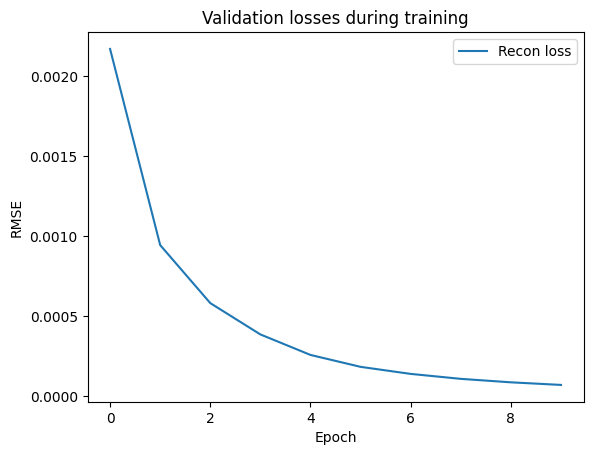 Validation losses during training
Recon loss
0.0020
0.0015
0.0010
0.0005
0.0000
RMSE
0 2 4 6 8
Epoch